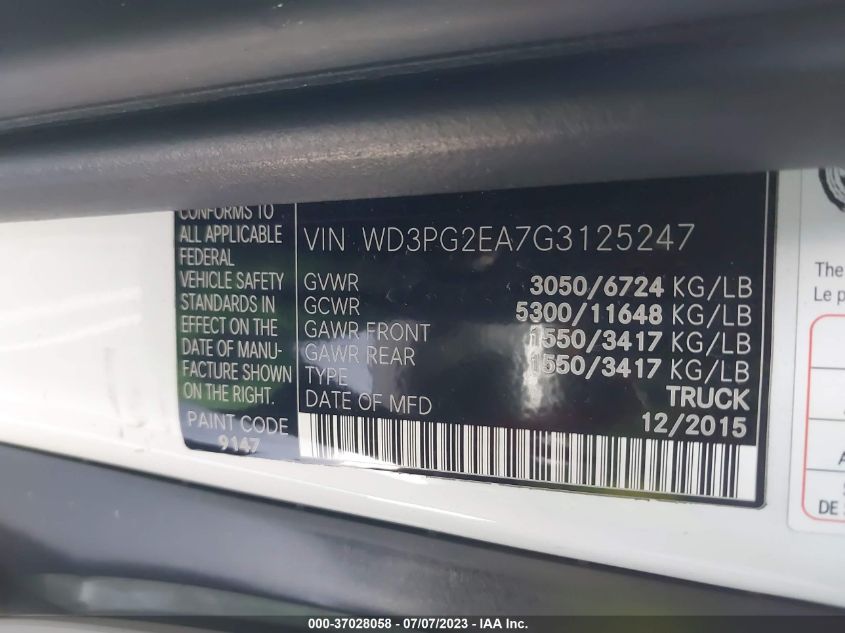 CONFORMS TO
ALL APPLICABLE
FEDERAL
VEHICLE SAFETY
STANDARDS IN
EFFECT ON THE
DATE OF MANU-
FACTURE SHOWN
ON THE RIGHT.
PAINT CODE
9147
VIN WD3PG2EA7G3125247
GVWR 3050/6724 KG/LB
GCWR 5300/11648 KG/LB
GAWR FRONT 1550/3417 KG/LB
GAWR REAR 1550/3417 KG/LB
TYPE TRUCK
DATE OF MFD 12/2015
The
Le p
DE
000-37028058 - 07/07/2023 - IAA Inc.